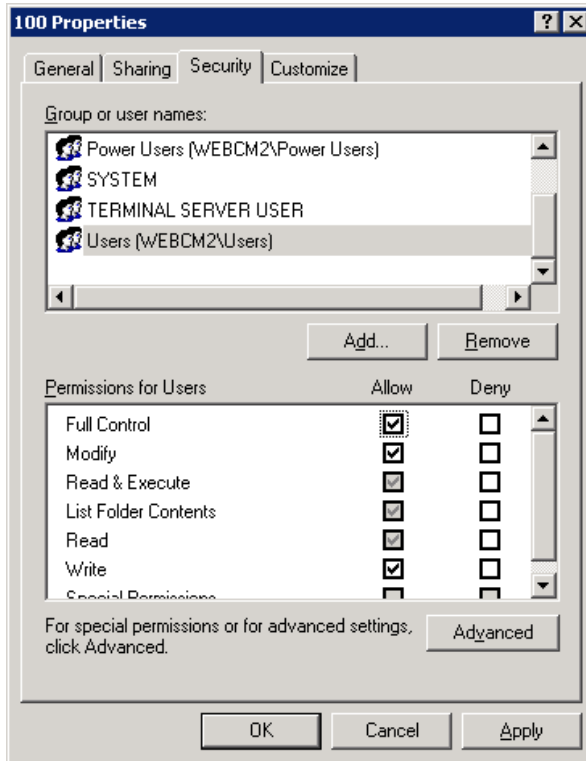 100 Properties
General Sharing Security Customize
Group or user names:
Power Users (WEBCM2\Power Users)
SYSTEM
TERMINAL SERVER USER
Users (WEBCM2\Users)
Add... Remove
Permissions for Users Allow Deny
Full Control
Modify
Read & Execute
List Folder Contents
Read
Write
Special Permissions
For special permissions or for advanced settings, Advanced
click Advanced.
OK Cancel Apply